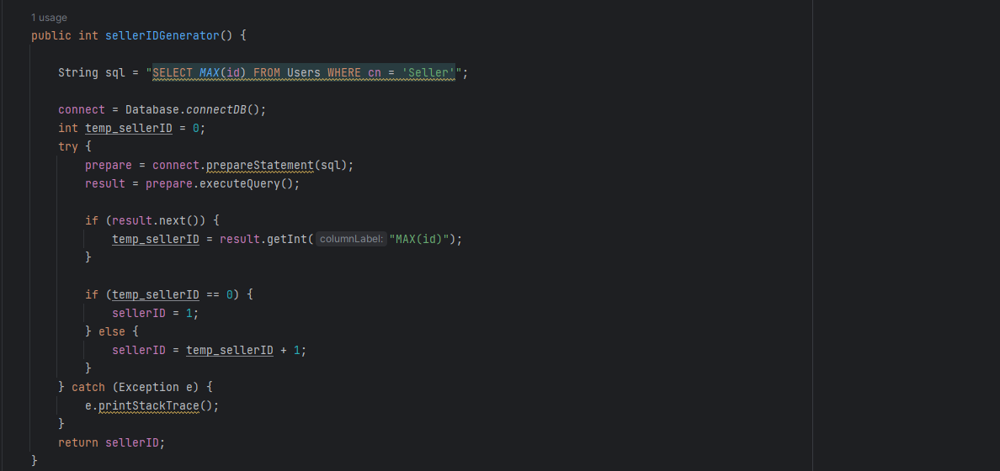 1 usage
public int sellerIDGenerator() {
String sql = "SELECT MAX(id) FROM Users WHERE cn = 'Seller'";
connect = Database.connectDB();
int temp_sellerID = 0;
try {
prepare = connect.prepareStatement(sql);
result = prepare.executeQuery();
if (result.next()) {
temp_sellerID = result.getInt( columnLabel: "MAX(id)");
}
if (temp_sellerID == 0) {
sellerID = 1;
} else {
sellerID = temp_sellerID + 1;
}
} catch (Exception e) {
e.printStackTrace();
}
return sellerID;
}